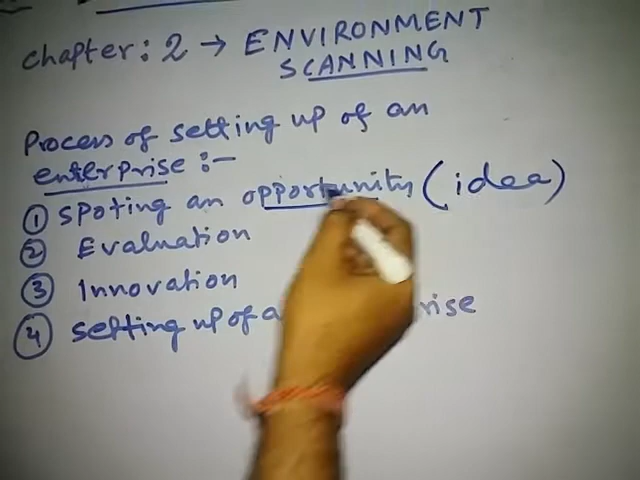 chapter: 2 → ENVIRONMENT
SCANNING
Process of setting up of an
enterprise :-
① spoting an opportunity (idea)
② Evaluation
③ Innovation
④ setting up of a rise